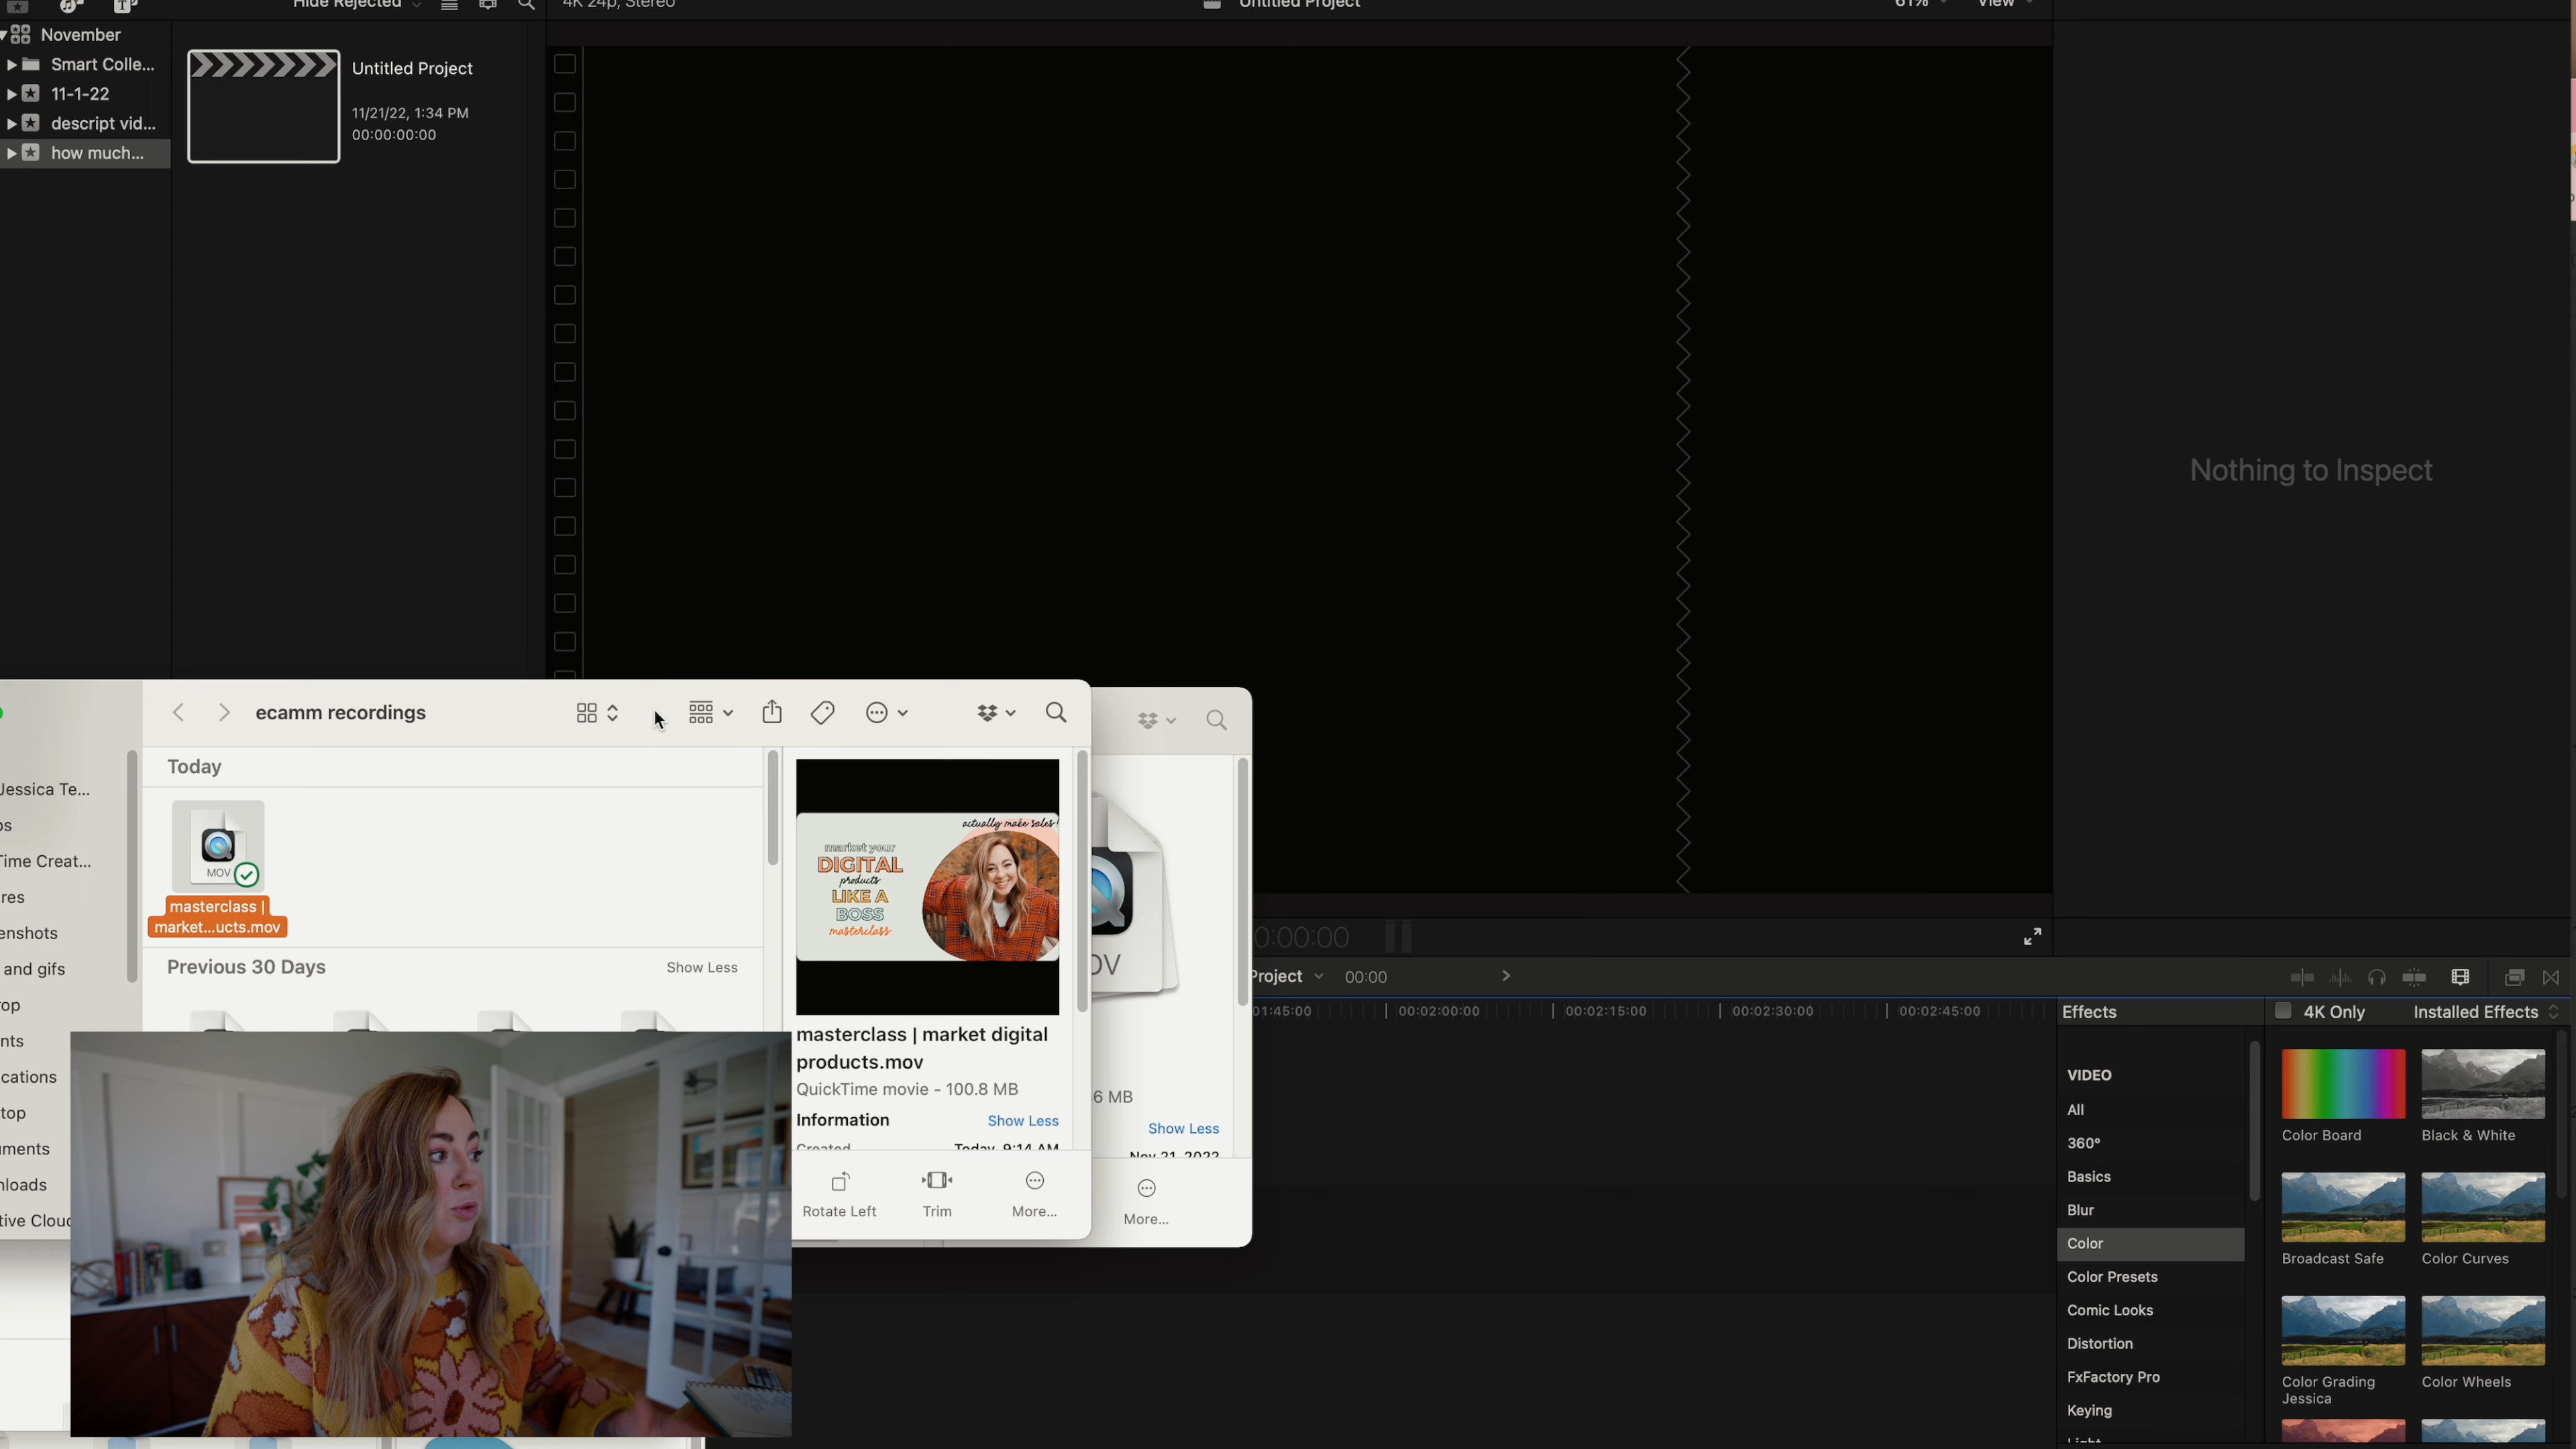 Hide Rejected
4K 24p, Stereo
Untitled Project
61%
View
November
Smart Colle...
11-1-22
descript vid...
how much...
Untitled Project
11/21/22, 1:34 PM
00:00:00:00
Nothing to Inspect
ecamm recordings
Today
Jessica Te...
ps
Time Creat...
res
enshots
and gifs
op
nts
cations
top
uments
nloads
tive Cloud
MOV
masterclass |
market...ucts.mov
Previous 30 Days
Show Less
actually make sales!
market your
DIGITAL
products
LIKE A
BOSS
masterclass
masterclass | market digital
products.mov
QuickTime movie - 100.8 MB
Information
Show Less
Created
Today, 9:14 AM
Rotate Left
Trim
More...
OV
6 MB
Show Less
Nov 21, 2022
More...
0:00:00
Project
00:00
01:45:00
00:02:00:00
00:02:15:00
00:02:30:00
00:02:45:00
Effects
4K Only
Installed Effects
VIDEO
All
360°
Basics
Blur
Color
Color Presets
Comic Looks
Distortion
FxFactory Pro
Keying
Light
Color Board
Black & White
Broadcast Safe
Color Curves
Color Grading
Jessica
Color Wheels